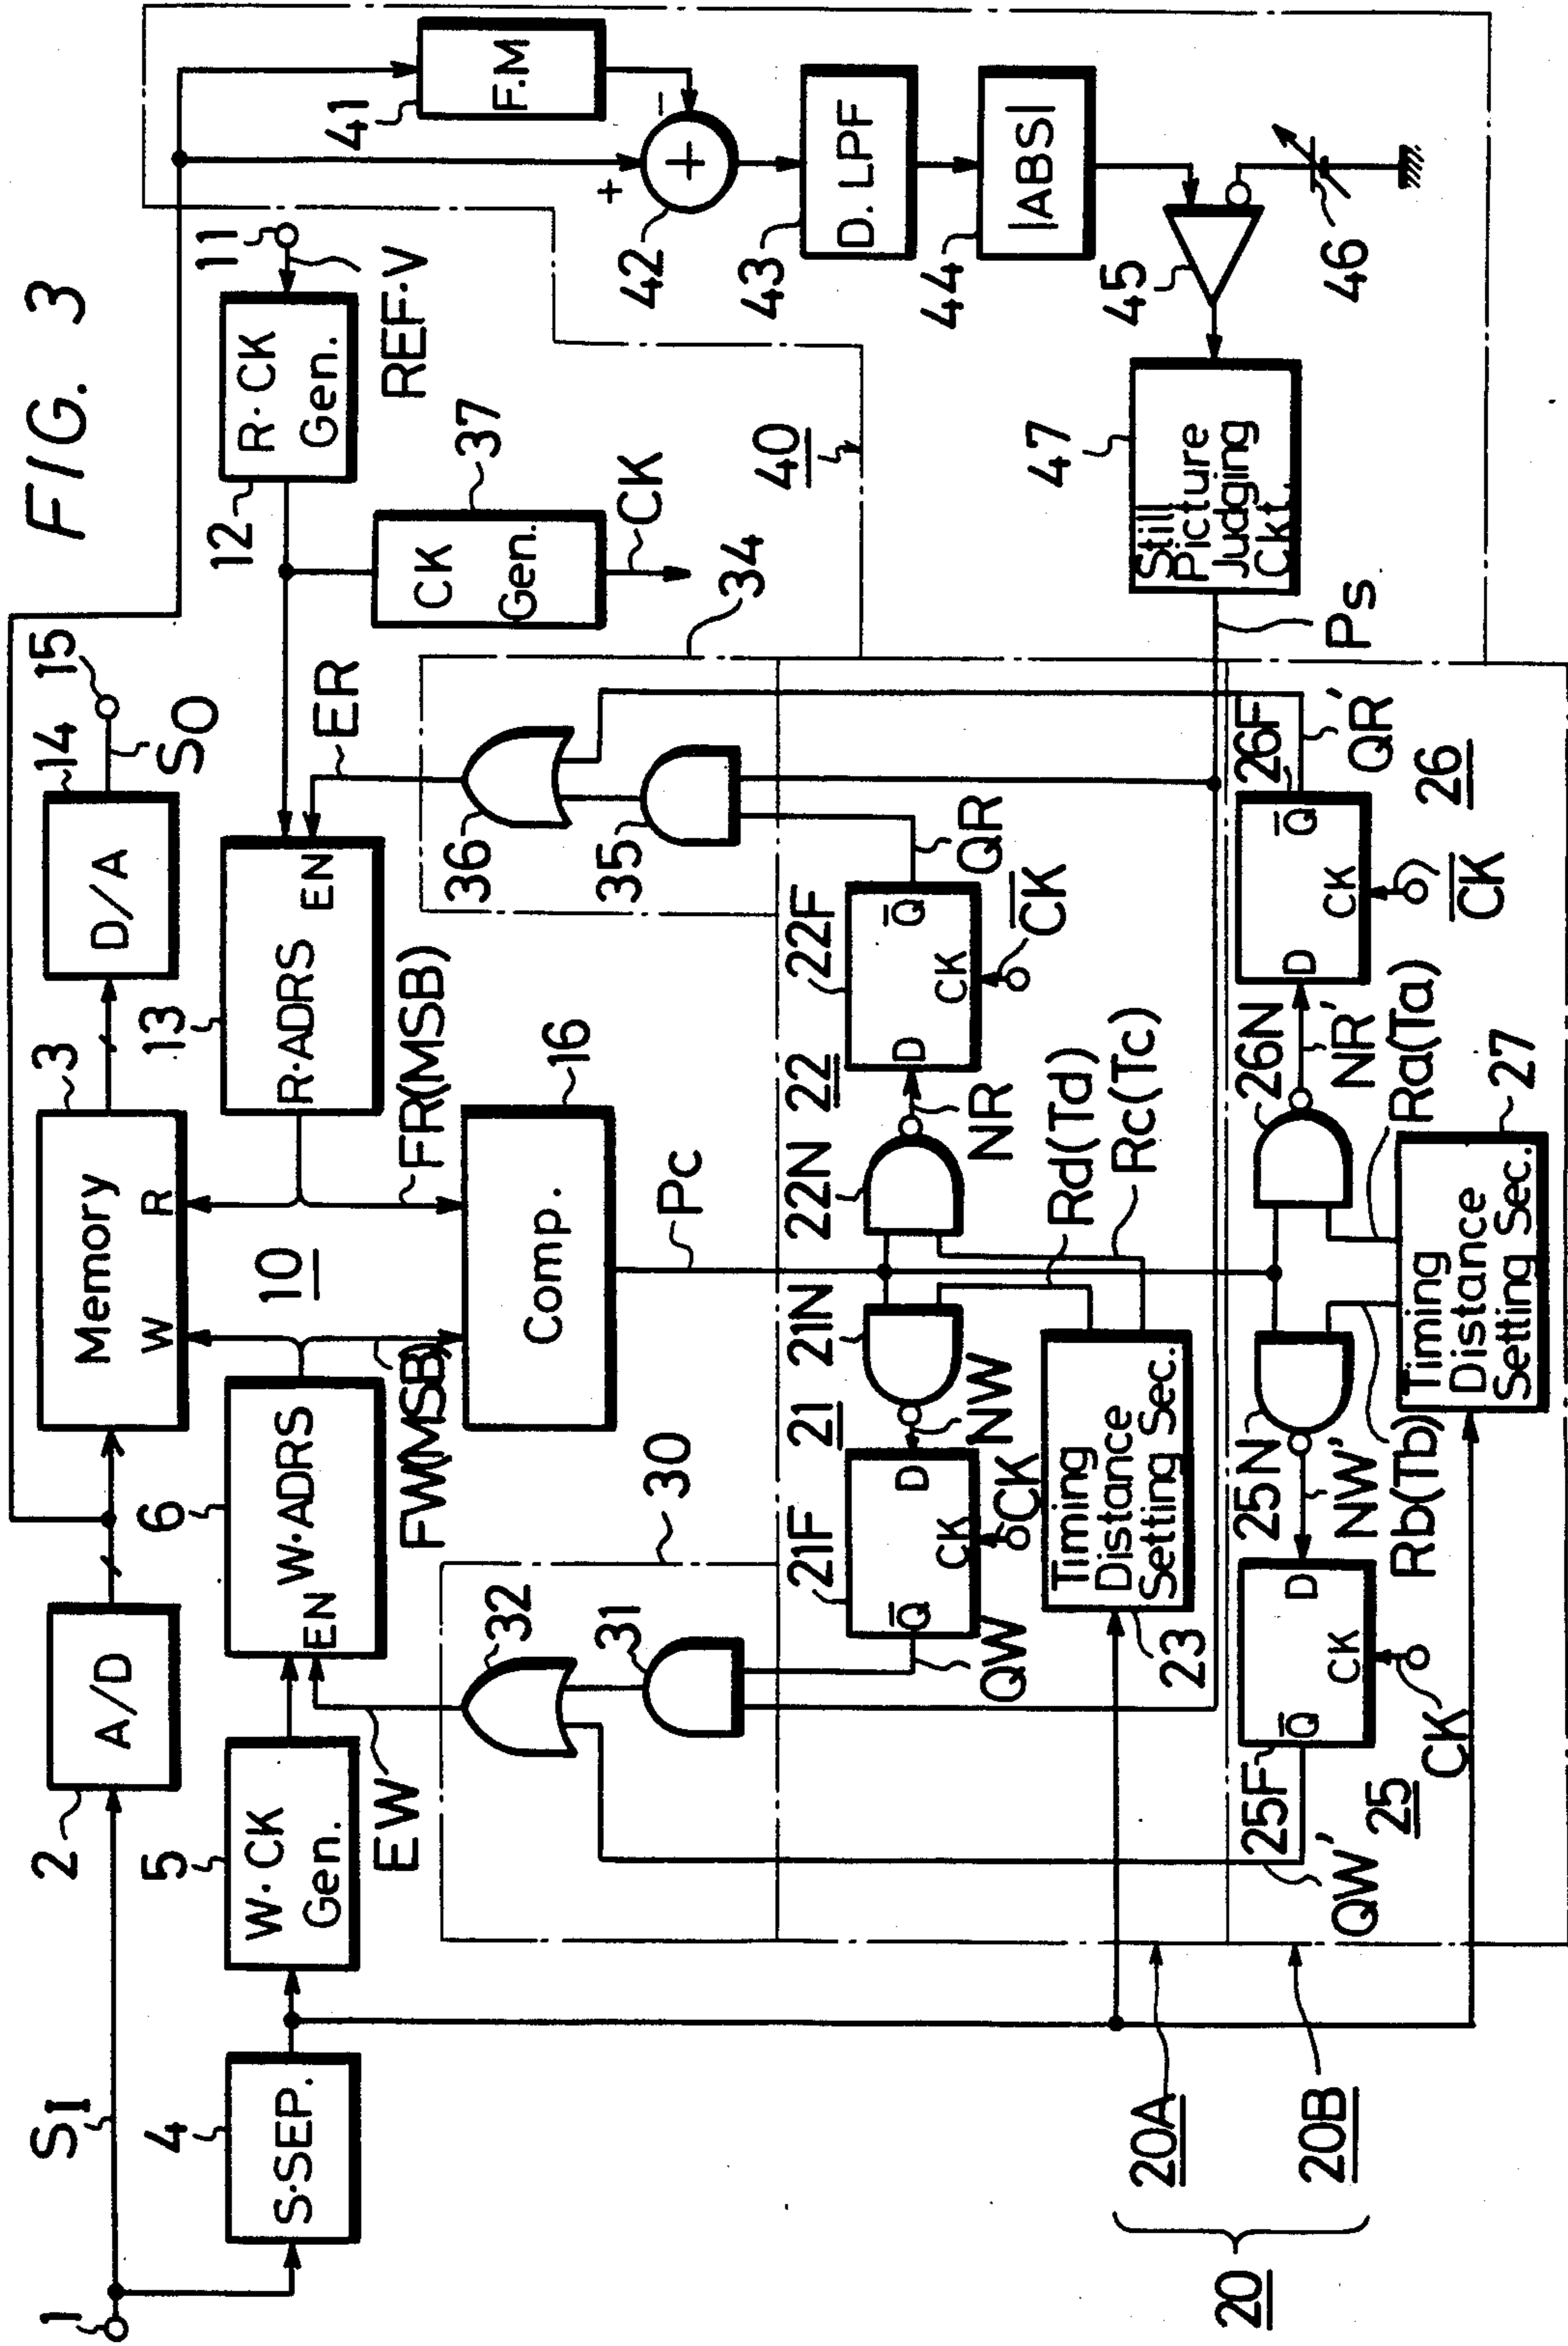 FIG. 3
1
SI
2
A/D
3
Memory
W
R
14
D/A
15
SO
4
S·SEP.
5
W·CK
Gen.
6
W·ADRS
EN
10
13
R·ADRS
EN
12
R·CK
Gen.
11
REF·V
EW
FW(MSB)
FR(MSB)
ER
37
CK
Gen.
CK
16
Comp.
Pc
30
32
31
34
36
35
40
41
F.M
42
+
−
+
43
D. LPF
44
|ABS|
45
46
47
Still
Picture
Judging
Ckt.
Ps
21F
Q̅
D
CK
QW
CK
21
21N
NW
22N
22
NR
22F
D
Q̅
CK
QR
C̅K̅
Rd(Td)
Rc(Tc)
23
Timing
Distance
Setting Sec.
25F
Q̅
D
CK
QW'
25
CK
25N
NW'
Rb(Tb)
26N
NR'
Ra(Ta)
26F
D
Q̅
CK
QR'
26
C̅K̅
27
Timing
Distance
Setting Sec.
20A
20B
20